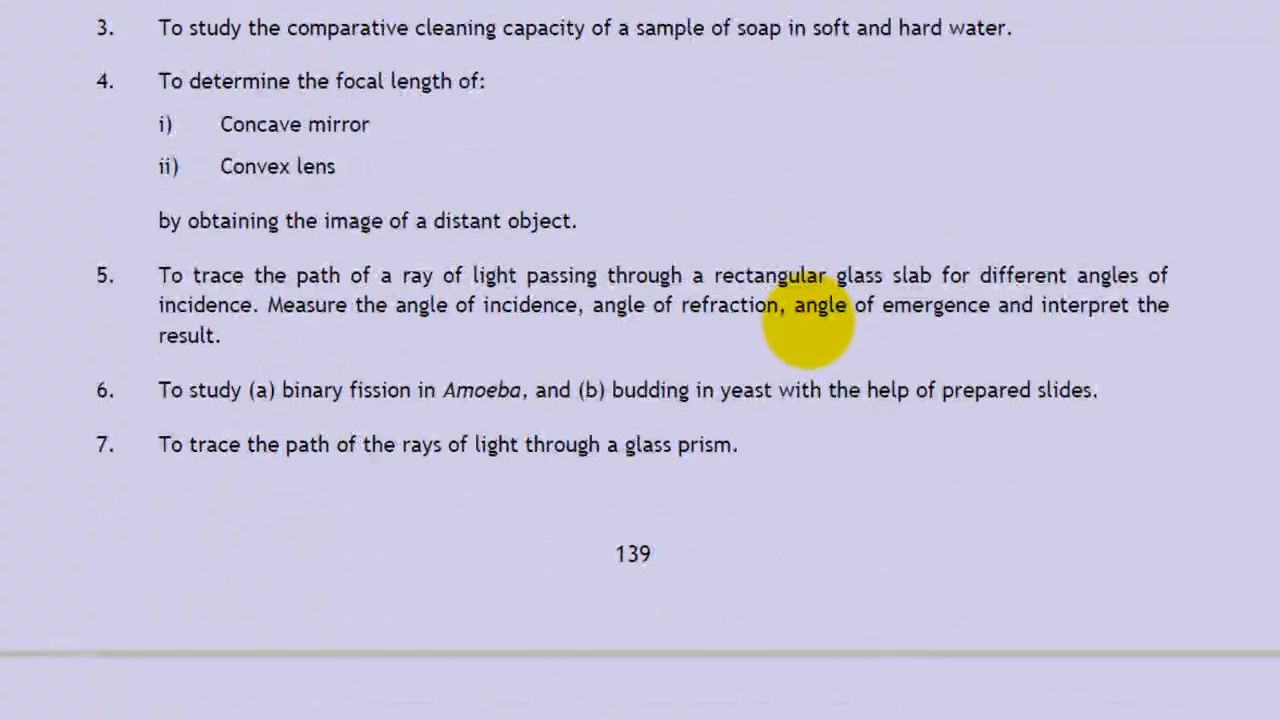 3. To study the comparative cleaning capacity of a sample of soap in soft and hard water.
4. To determine the focal length of:
i) Concave mirror
ii) Convex lens
by obtaining the image of a distant object.
5. To trace the path of a ray of light passing through a rectangular glass slab for different angles of
incidence. Measure the angle of incidence, angle of refraction, angle of emergence and interpret the
result.
6. To study (a) binary fission in Amoeba, and (b) budding in yeast with the help of prepared slides.
7. To trace the path of the rays of light through a glass prism.
139